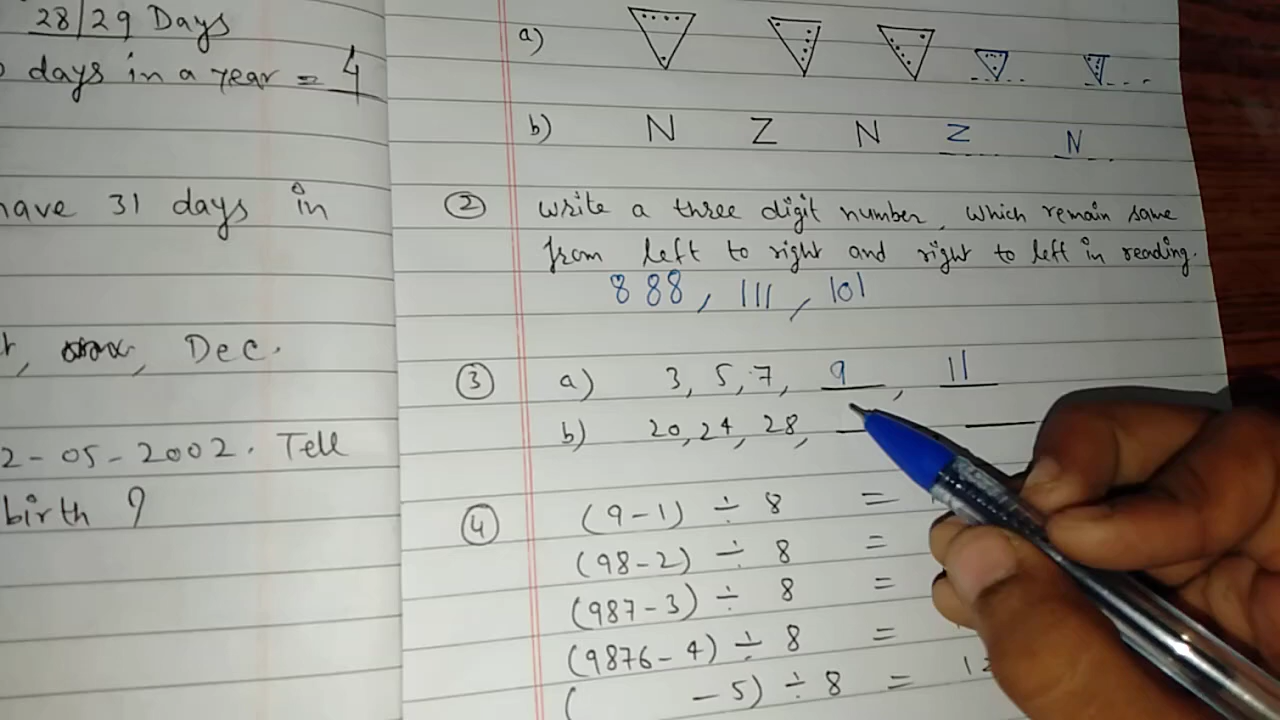 28/29 Days
days in a year = 4
have 31 days in
, Dec.
2-05-2002. Tell
birth ?
a)
b) N Z N Z N
② Write a three digit number, which remain same
from left to right and right to left in reading.
888, 111, 101
③ a) 3, 5, 7, 9, 11
b) 20, 24, 28,
④ (9-1) ÷ 8 =
(98-2) ÷ 8 =
(987-3) ÷ 8 =
(9876-4) ÷ 8 =
( -5) ÷ 8 =